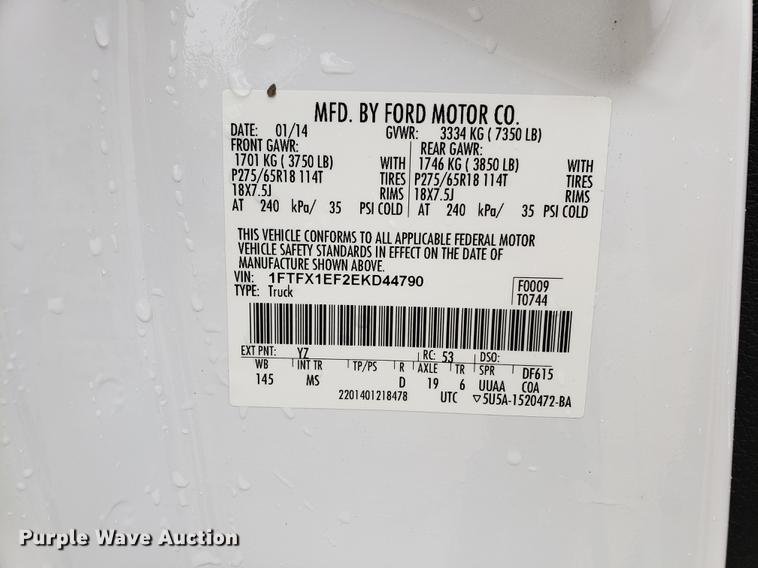 MFD. BY FORD MOTOR CO.
DATE: 01/14 GVWR: 3334 KG ( 7350 LB)
FRONT GAWR: REAR GAWR:
1701 KG ( 3750 LB) WITH 1746 KG ( 3850 LB) WITH
P275/65R18 114T TIRES P275/65R18 114T TIRES
18X7.5J RIMS 18X7.5J RIMS
AT 240 kPa/ 35 PSI COLD AT 240 kPa/ 35 PSI COLD
THIS VEHICLE CONFORMS TO ALL APPLICABLE FEDERAL MOTOR
VEHICLE SAFETY STANDARDS IN EFFECT ON THE DATE OF
MANUFACTURE SHOWN ABOVE.
VIN: 1FTFX1EF2EKD44790 F0009
TYPE: Truck T0744
EXT PNT: YZ RC: 53 DSO:
WB INT TR TP/PS R AXLE TR SPR DF615
145 MS D 19 6 UUAA COA
2201401218478 UTC ▽5U5A-1520472-BA
Purple Wave Auction